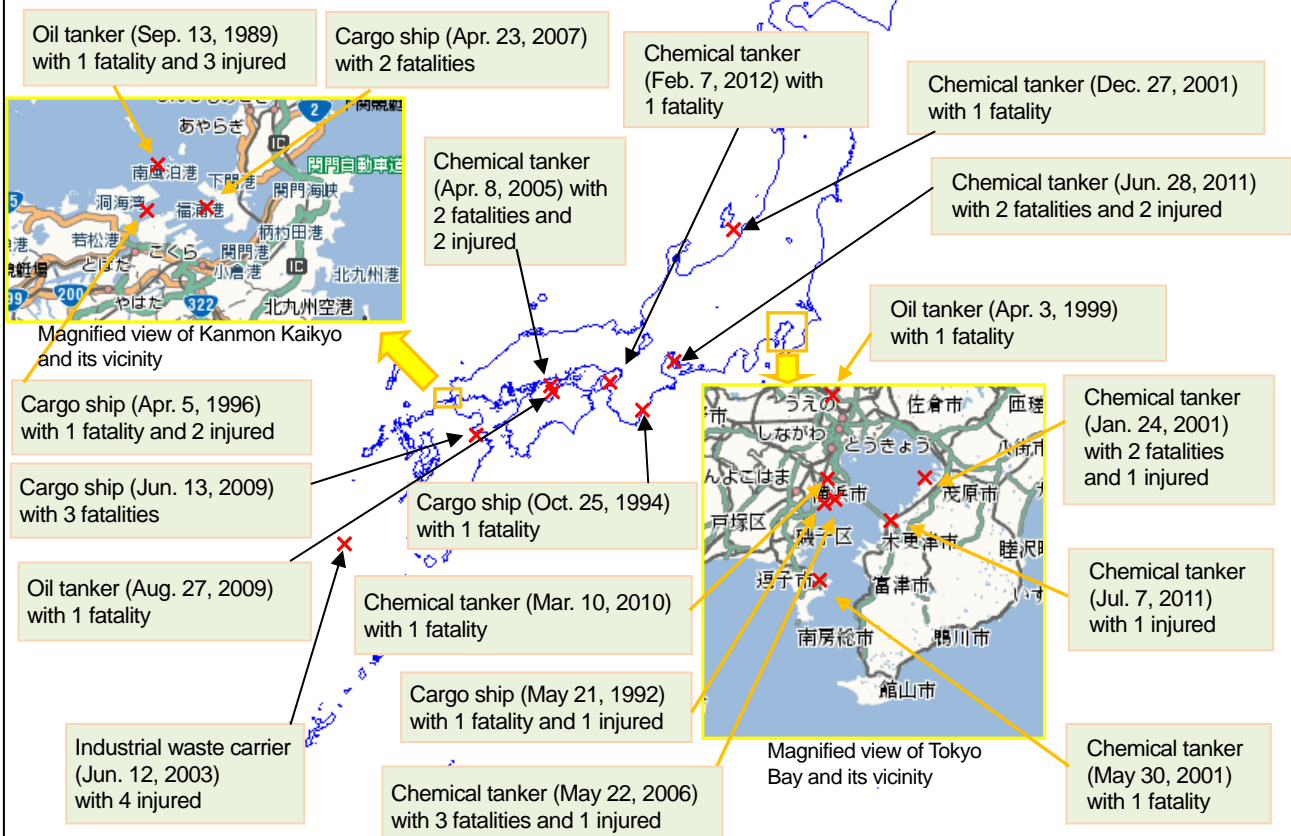 Oil tanker (Sep. 13, 1989)
with 1 fatality and 3 injured
Cargo ship (Apr. 23, 2007)
with 2 fatalities
Chemical tanker
(Feb. 7, 2012) with
1 fatality
Chemical tanker (Dec. 27, 2001)
with 1 fatality
Chemical tanker
(Apr. 8, 2005) with
2 fatalities and
2 injured
Chemical tanker (Jun. 28, 2011)
with 2 fatalities and 2 injured
2
あやらぎ
IC
関門自動車道
南風泊港
下関港
関門海峡
洞海湾
福浦港
若松港
こくら
関門港
柄杓田港
とばた
小倉港
IC
北九州港
200
やはた
322
北九州空港
Magnified view of Kanmon Kaikyo
and its vicinity
Oil tanker (Apr. 3, 1999)
with 1 fatality
Cargo ship (Apr. 5, 1996)
with 1 fatality and 2 injured
Cargo ship (Jun. 13, 2009)
with 3 fatalities
Cargo ship (Oct. 25, 1994)
with 1 fatality
Oil tanker (Aug. 27, 2009)
with 1 fatality
Chemical tanker (Mar. 10, 2010)
with 1 fatality
Cargo ship (May 21, 1992)
with 1 fatality and 1 injured
Industrial waste carrier
(Jun. 12, 2003)
with 4 injured
Chemical tanker (May 22, 2006)
with 3 fatalities and 1 injured
うえの
佐倉市
しながわ
とうきょう
八街市
んよこはま
横浜市
茂原市
戸塚区
磯子区
木更津市
睦沢町
逗子市
富津市
南房総市
鴨川市
館山市
Magnified view of Tokyo
Bay and its vicinity
Chemical tanker
(Jan. 24, 2001)
with 2 fatalities
and 1 injured
Chemical tanker
(Jul. 7, 2011)
with 1 injured
Chemical tanker
(May 30, 2001)
with 1 fatality